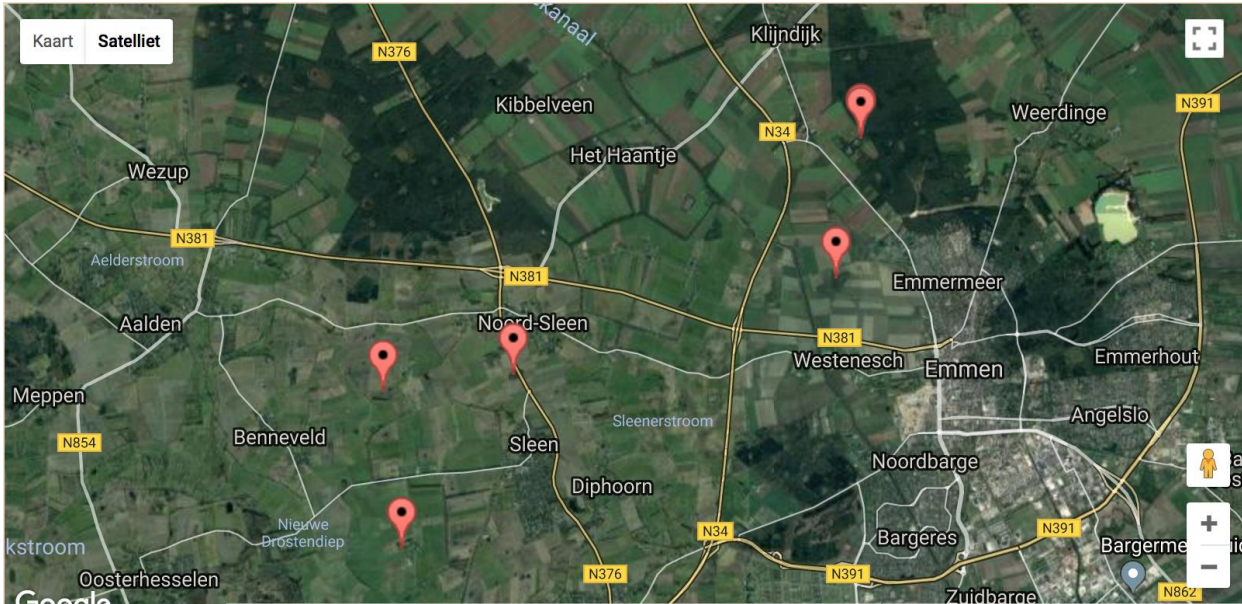 Kaart
Satelliet
N376
Klijndijk
N391
Kibbelveen
Weerdinge
N34
Het Haantje
Wezup
N381
Aelderstroom
N381
Emmermeer
Aalden
Noord-Sleen
N381
Westenesch
Emmerhout
Emmen
Meppen
Angelslo
Sleenerstroom
Benneveld
N854
Sleen
Noordbarge
Diphoorn
Nieuwe
Drostendiep
N34
N391
Bargeres
kstroom
Bargerme
N391
Oosterhesselen
N376
N862
Zuidbarge
Google